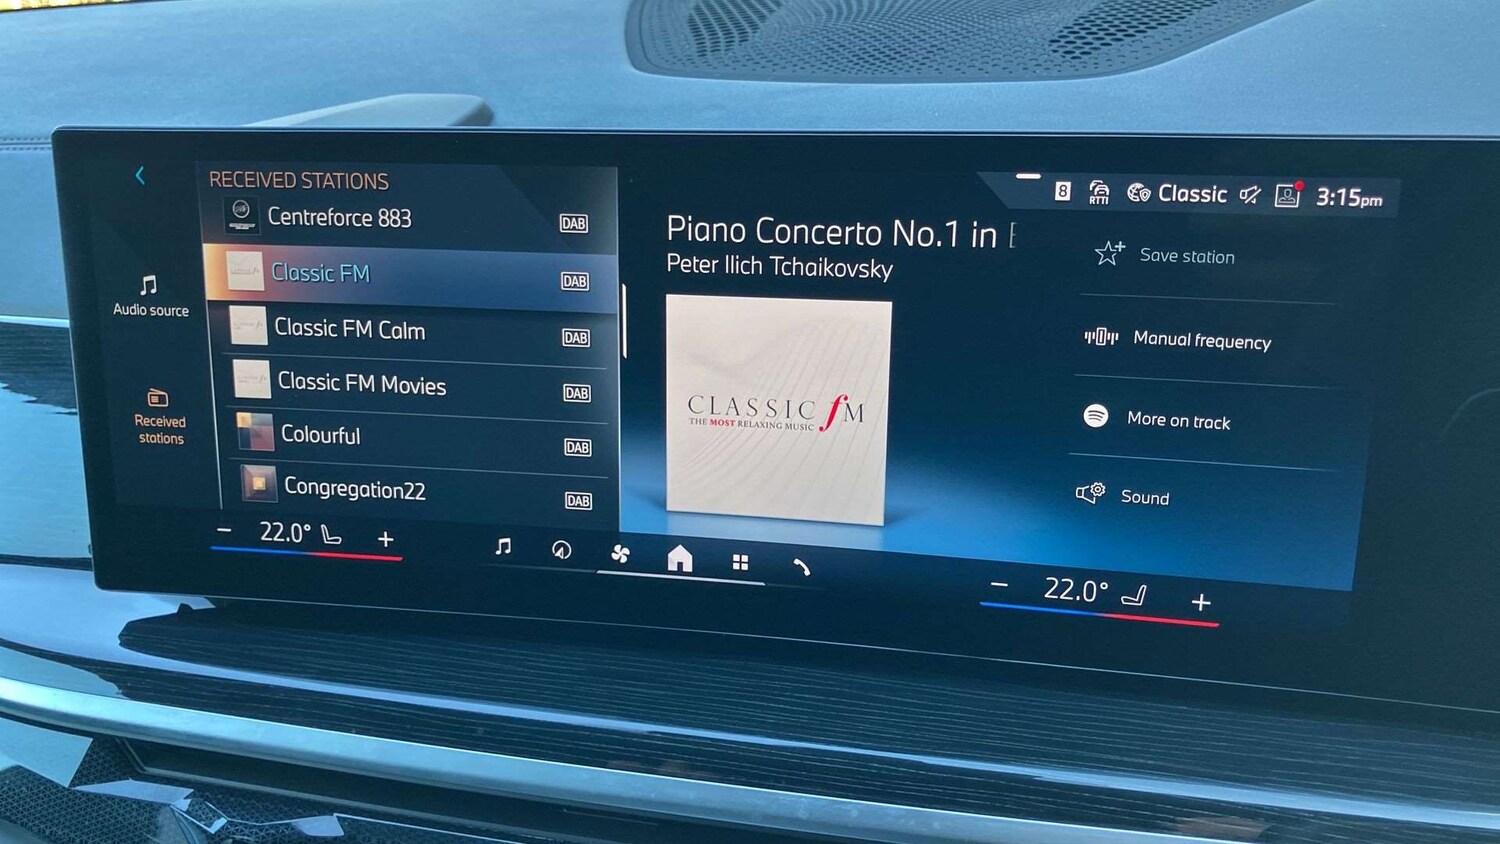 RECEIVED STATIONS
Centreforce 883
DAB
Classic FM
DAB
Classic FM Calm
DAB
Classic FM Movies
DAB
Colourful
DAB
Congregation22
DAB
Audio source
Received
stations
Piano Concerto No.1 in
Peter Ilich Tchaikovsky
CLASSIC fM
THE MOST RELAXING MUSIC
8
RTTI
Classic
3:15pm
Save station
Manual frequency
More on track
Sound
− 22.0° +
− 22.0° +